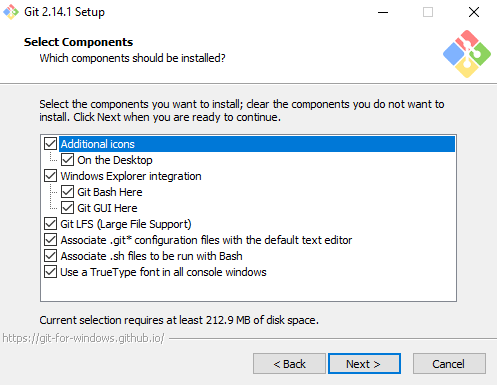 Git 2.14.1 Setup
Select Components
Which components should be installed?
Select the components you want to install; clear the components you do not want to
install. Click Next when you are ready to continue.
Additional icons
On the Desktop
Windows Explorer integration
Git Bash Here
Git GUI Here
Git LFS (Large File Support)
Associate .git* configuration files with the default text editor
Associate .sh files to be run with Bash
Use a TrueType font in all console windows
Current selection requires at least 212.9 MB of disk space.
https://git-for-windows.github.io/
< Back
Next >
Cancel